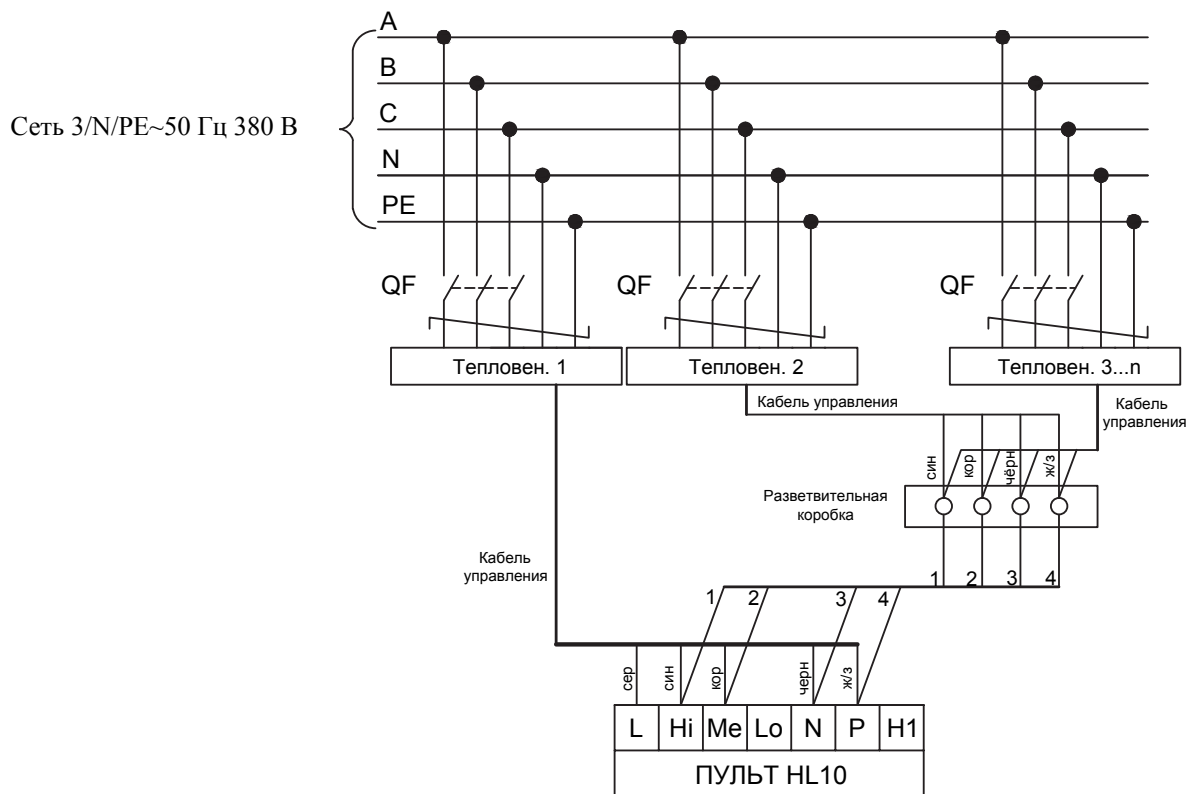 A
B
Сеть 3/N/PE~50 Гц 380 В
C
N
PE
QF
QF
QF
Тепловен. 1
Тепловен. 2
Тепловен. 3...n
Кабель управления
Кабель
управления
син
кор
чёрн
ж/з
Разветвительная
коробка
Кабель
управления
1
2
3
4
1
2
3
4
сер
син
кор
черн
ж/з
L
Hi
Me
Lo
N
P
H1
ПУЛЬТ HL10